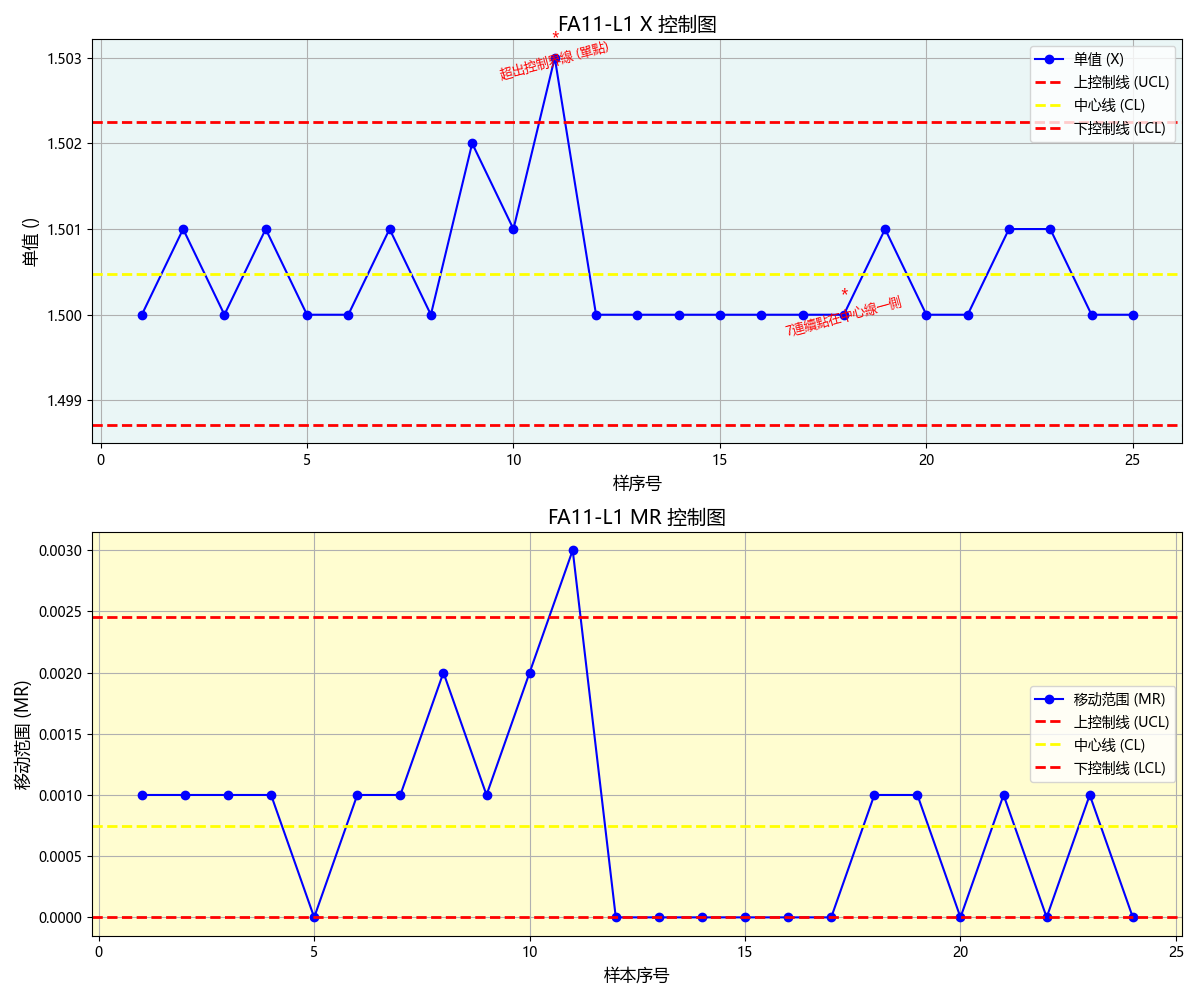 FA11-L1 X 控制图
*
超出控制界線 (單點)
1.503
1.502
1.501
1.500
1.499
单值 ()
单值 (X)
上控制线 (UCL)
中心线 (CL)
下控制线 (LCL)
*
7連續點在中心線一側
0 5 10 15 20 25
样序号
FA11-L1 MR 控制图
0.0030
0.0025
0.0020
0.0015
0.0010
0.0005
0.0000
移动范围 (MR)
移动范围 (MR)
上控制线 (UCL)
中心线 (CL)
下控制线 (LCL)
0 5 10 15 20 25
样本序号